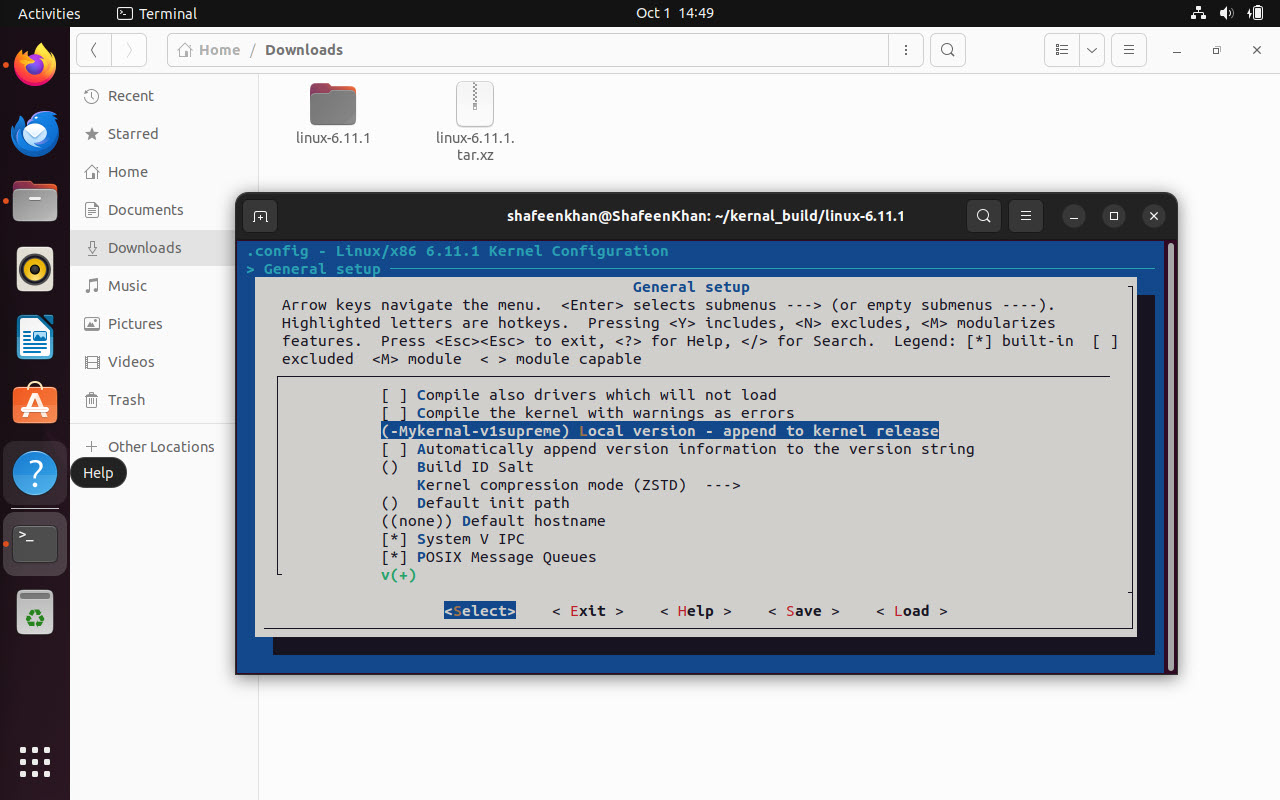 Activities
Terminal
Oct 1 14:49
Home / Downloads
Recent
Starred
Home
Documents
Downloads
Music
Pictures
Videos
Trash
Other Locations
Help
linux-6.11.1
linux-6.11.1.
tar.xz
shafeenkhan@ShafeenKhan: ~/kernal_build/linux-6.11.1
.config - Linux/x86 6.11.1 Kernel Configuration
> General setup
General setup
Arrow keys navigate the menu.  <Enter> selects submenus ---> (or empty submenus ----).
Highlighted letters are hotkeys.  Pressing <Y> includes, <N> excludes, <M> modularizes
features.  Press <Esc><Esc> to exit, <?> for Help, </> for Search.  Legend: [*] built-in  [ ]
excluded  <M> module  < > module capable
[ ] Compile also drivers which will not load
[ ] Compile the kernel with warnings as errors
(-Mykernal-v1supreme) Local version - append to kernel release
[ ] Automatically append version information to the version string
()  Build ID Salt
Kernel compression mode (ZSTD)  --->
()  Default init path
((none)) Default hostname
[*] System V IPC
[*] POSIX Message Queues
v(+)
<Select>    < Exit >    < Help >    < Save >    < Load >